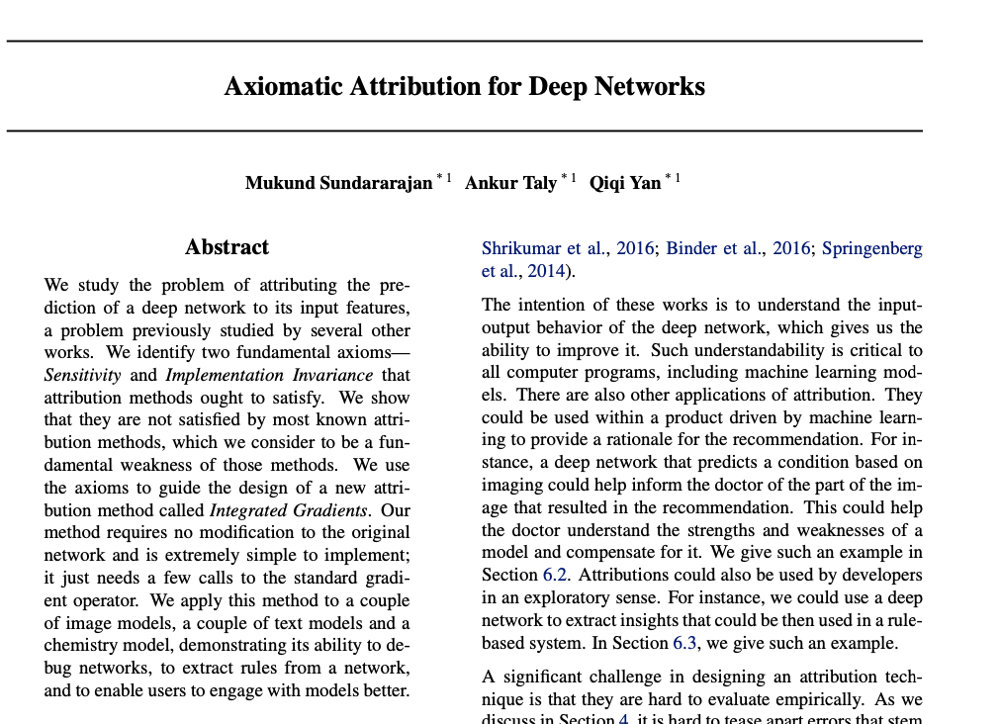 Axiomatic Attribution for Deep Networks
Mukund Sundararajan * 1 Ankur Taly * 1 Qiqi Yan * 1
Abstract
We study the problem of attributing the pre-
diction of a deep network to its input features,
a problem previously studied by several other
works. We identify two fundamental axioms—
Sensitivity and Implementation Invariance that
attribution methods ought to satisfy. We show
that they are not satisfied by most known attri-
bution methods, which we consider to be a fun-
damental weakness of those methods. We use
the axioms to guide the design of a new attri-
bution method called Integrated Gradients. Our
method requires no modification to the original
network and is extremely simple to implement;
it just needs a few calls to the standard gradi-
ent operator. We apply this method to a couple
of image models, a couple of text models and a
chemistry model, demonstrating its ability to de-
bug networks, to extract rules from a network,
and to enable users to engage with models better.
Shrikumar et al., 2016; Binder et al., 2016; Springenberg
et al., 2014).
The intention of these works is to understand the input-
output behavior of the deep network, which gives us the
ability to improve it. Such understandability is critical to
all computer programs, including machine learning mod-
els. There are also other applications of attribution. They
could be used within a product driven by machine learn-
ing to provide a rationale for the recommendation. For in-
stance, a deep network that predicts a condition based on
imaging could help inform the doctor of the part of the im-
age that resulted in the recommendation. This could help
the doctor understand the strengths and weaknesses of a
model and compensate for it. We give such an example in
Section 6.2. Attributions could also be used by developers
in an exploratory sense. For instance, we could use a deep
network to extract insights that could be then used in a rule-
based system. In Section 6.3, we give such an example.
A significant challenge in designing an attribution tech-
nique is that they are hard to evaluate empirically. As we
discuss in Section 4, it is hard to tease apart errors that stem